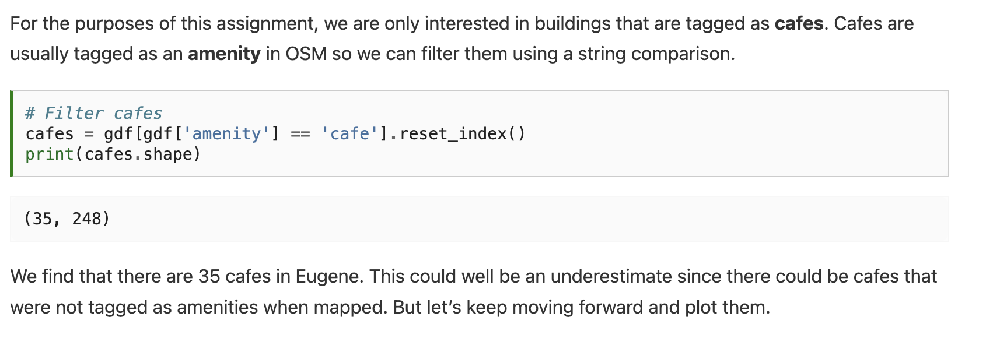 For the purposes of this assignment, we are only interested in buildings that are tagged as cafes. Cafes are
usually tagged as an amenity in OSM so we can filter them using a string comparison.
# Filter cafes
cafes = gdf[gdf['amenity'] == 'cafe'].reset_index()
print(cafes.shape)
(35, 248)
We find that there are 35 cafes in Eugene. This could well be an underestimate since there could be cafes that
were not tagged as amenities when mapped. But let’s keep moving forward and plot them.